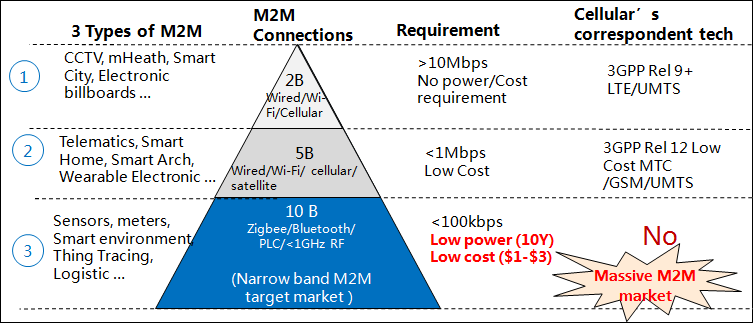 3 Types of M2M
M2M
Connections
Requirement
Cellular´s
correspondent tech
1
CCTV, mHeath, Smart
City, Electronic
billboards ...
2B
Wired/Wi-
Fi/Cellular
>10Mbps
No power/Cost
requirement
3GPP Rel 9+
LTE/UMTS
2
Telematics, Smart
Home, Smart Arch,
Wearable Electronic ...
5B
Wired/Wi-Fi/ cellular/
satellite
<1Mbps
Low Cost
3GPP Rel 12 Low
Cost MTC
/GSM/UMTS
3
Sensors, meters,
Smart environment,
Thing Tracing,
Logistic ...
10 B
Zigbee/Bluetooth/
PLC/<1GHz RF
(Narrow band M2M
target market )
<100kbps
Low power (10Y)
Low cost ($1-$3)
No
Massive M2M
market